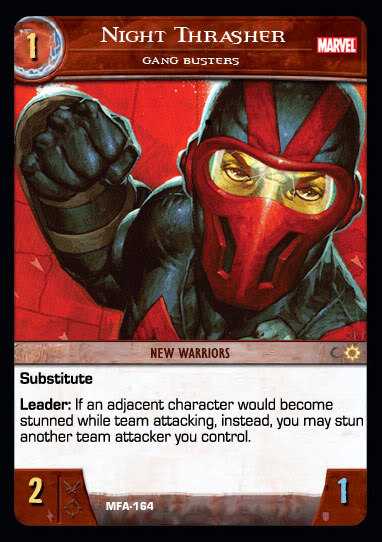 1
NIGHT THRASHER
GANG BUSTERS
MARVEL
NEW WARRIORS
Substitute
Leader: If an adjacent character would become
stunned while team attacking, instead, you may stun
another team attacker you control.
2
MFA-164
1